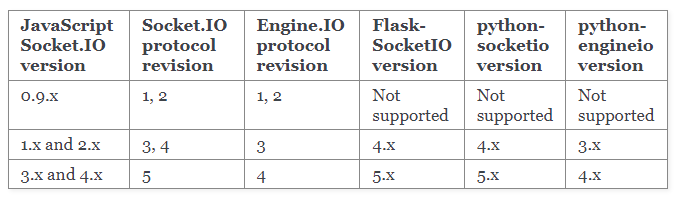 JavaScript Socket.IO Engine.IO Flask- python- python-
Socket.IO protocol protocol SocketIO socketio engineio
version revision revision version version version
0.9.x 1, 2 1, 2 Not Not Not
supported supported supported
1.x and 2.x 3, 4 3 4.x 4.x 3.x
3.x and 4.x 5 4 5.x 5.x 4.x